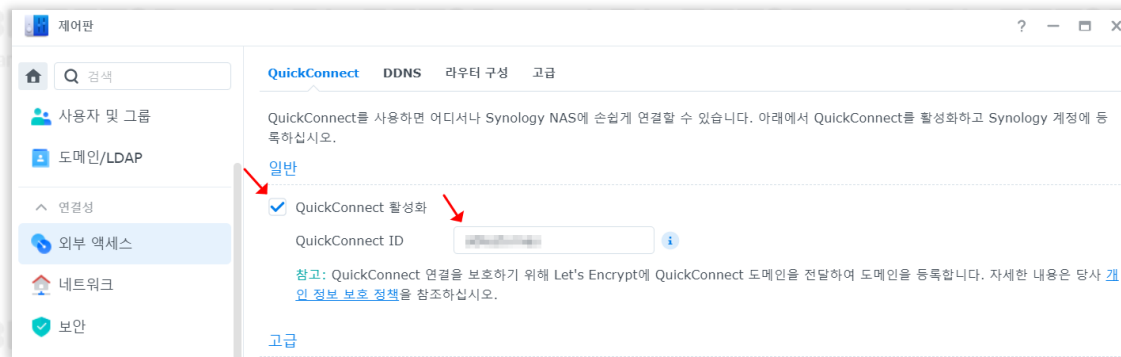 제어판
?
검색
사용자 및 그룹
도메인/LDAP
연결성
외부 액세스
네트워크
보안
QuickConnect DDNS 라우터 구성 고급
QuickConnect를 사용하면 어디서나 Synology NAS에 손쉽게 연결할 수 있습니다. 아래에서 QuickConnect를 활성화하고 Synology 계정에 등
록하십시오.
일반
QuickConnect 활성화
QuickConnect ID
i
참고: QuickConnect 연결을 보호하기 위해 Let's Encrypt에 QuickConnect 도메인을 전달하여 도메인을 등록합니다. 자세한 내용은 당사 개
인 정보 보호 정책을 참조하십시오.
고급